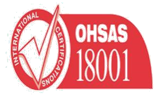 INTERNATIONAL CERTIFICATIONS
OHSAS
18001